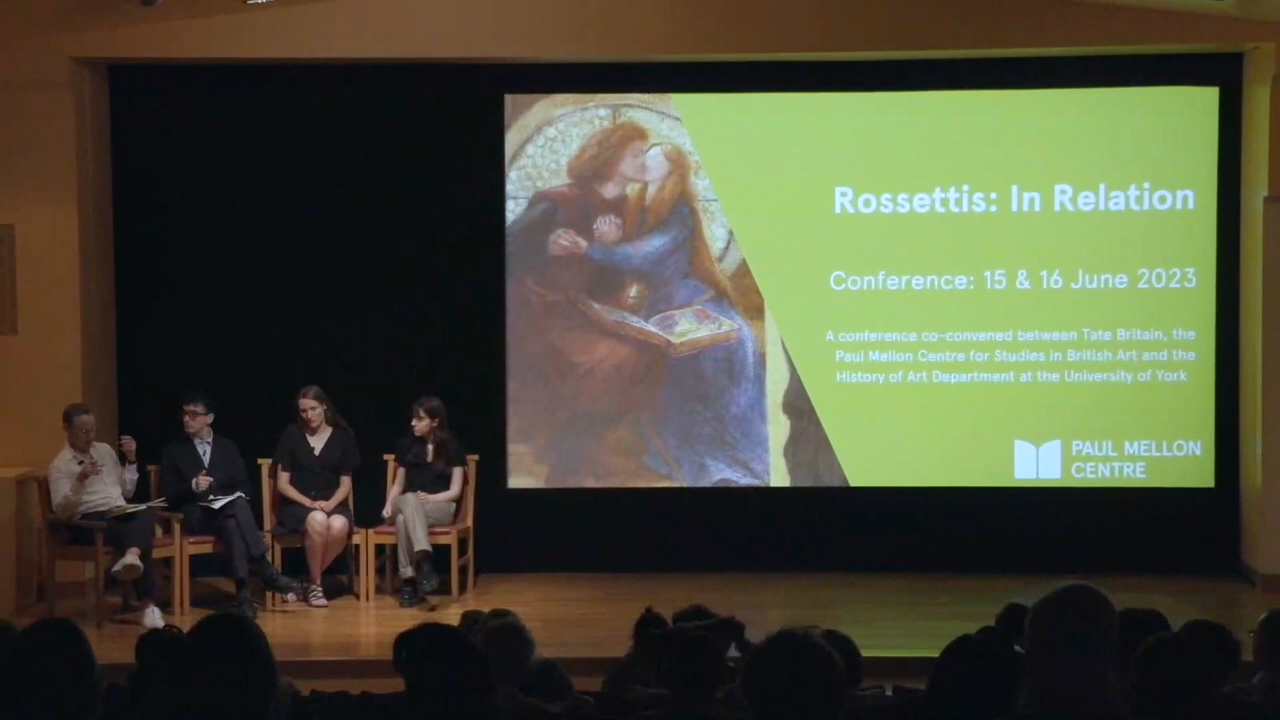 Rossettis: In Relation
Conference: 15 & 16 June 2023
A conference co-convened between Tate Britain, the
Paul Mellon Centre for Studies in British Art and the
History of Art Department at the University of York
PAUL MELLON
CENTRE